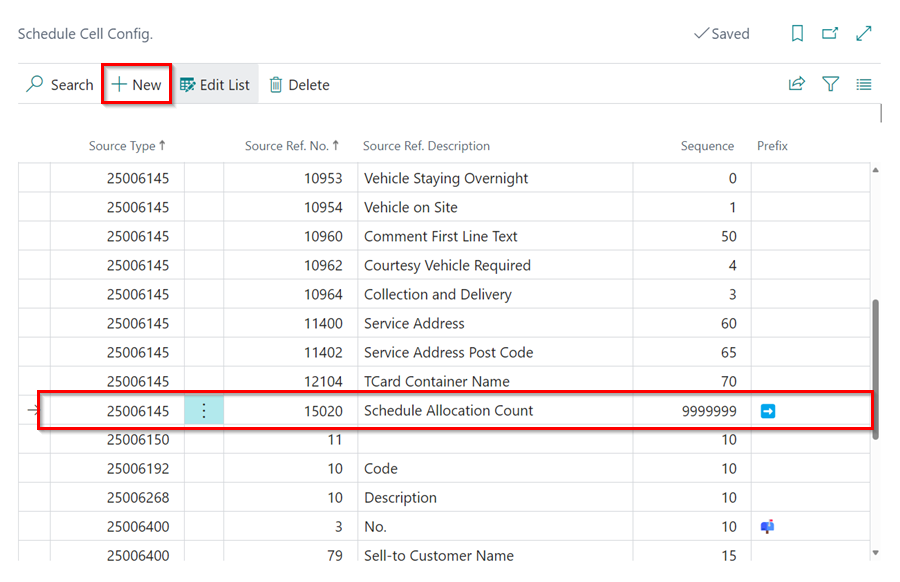 Schedule Cell Config.
Saved
Search New Edit List Delete
Source Type ↑ Source Ref. No. ↑ Source Ref. Description Sequence Prefix
25006145 10953 Vehicle Staying Overnight 0
25006145 10954 Vehicle on Site 1
25006145 10960 Comment First Line Text 50
25006145 10962 Courtesy Vehicle Required 4
25006145 10964 Collection and Delivery 3
25006145 11400 Service Address 60
25006145 11402 Service Address Post Code 65
25006145 12104 TCard Container Name 70
25006145 15020 Schedule Allocation Count 9999999 ➡️
25006150 11 10
25006192 10 Code 10
25006268 10 Description 10
25006400 3 No. 10 📬
25006400 79 Sell-to Customer Name 15